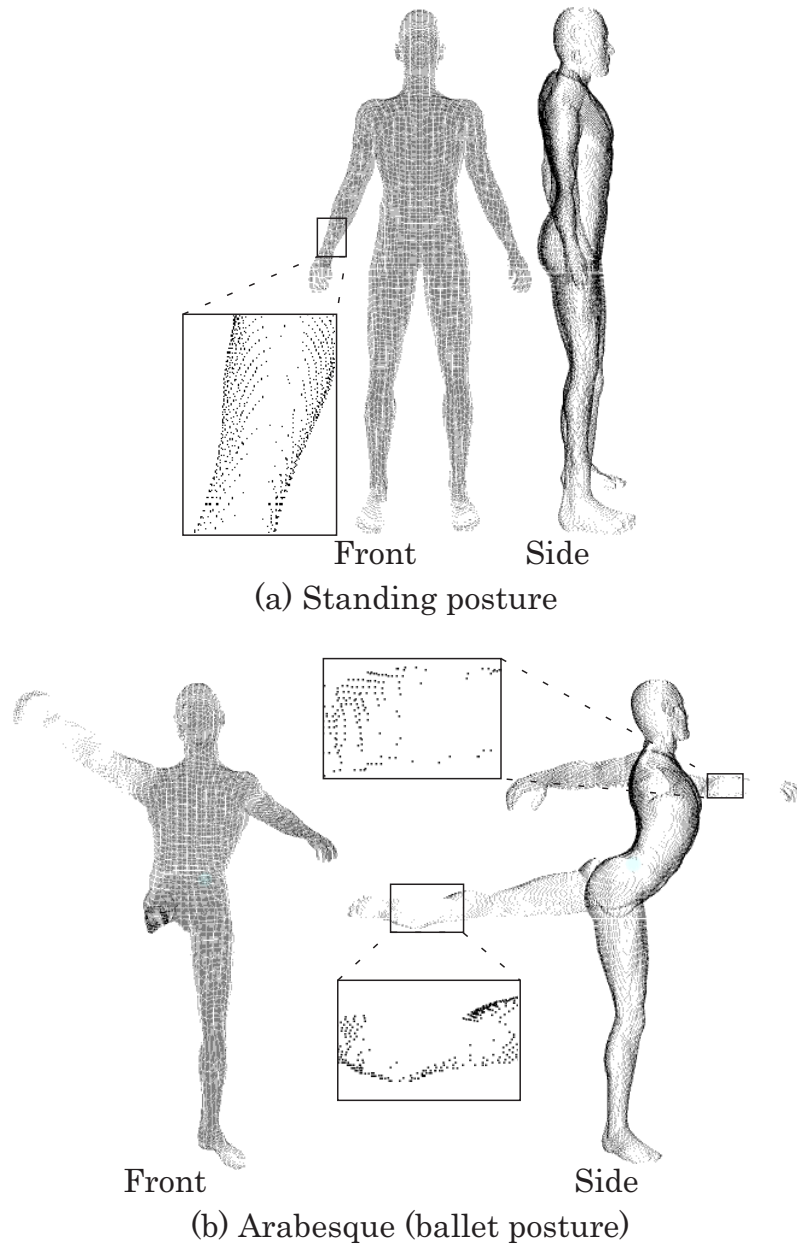 Front Side
(a) Standing posture
Front Side
(b) Arabesque (ballet posture)